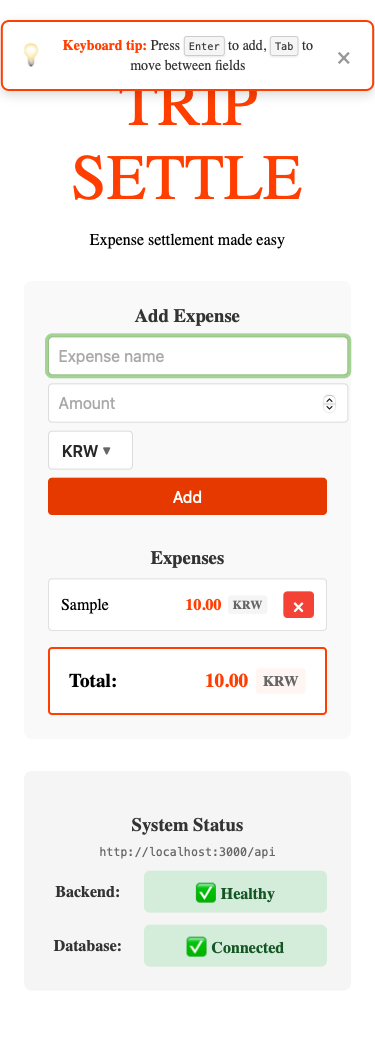 💡 Keyboard tip: Press Enter to add, Tab to ×
move between fields
TRIP
SETTLE
Expense settlement made easy
Add Expense
Expense name
Amount
KRW ▼
Add
Expenses
Sample 10.00 KRW ×
Total: 10.00 KRW
System Status
http://localhost:3000/api
Backend: ✅ Healthy
Database: ✅ Connected